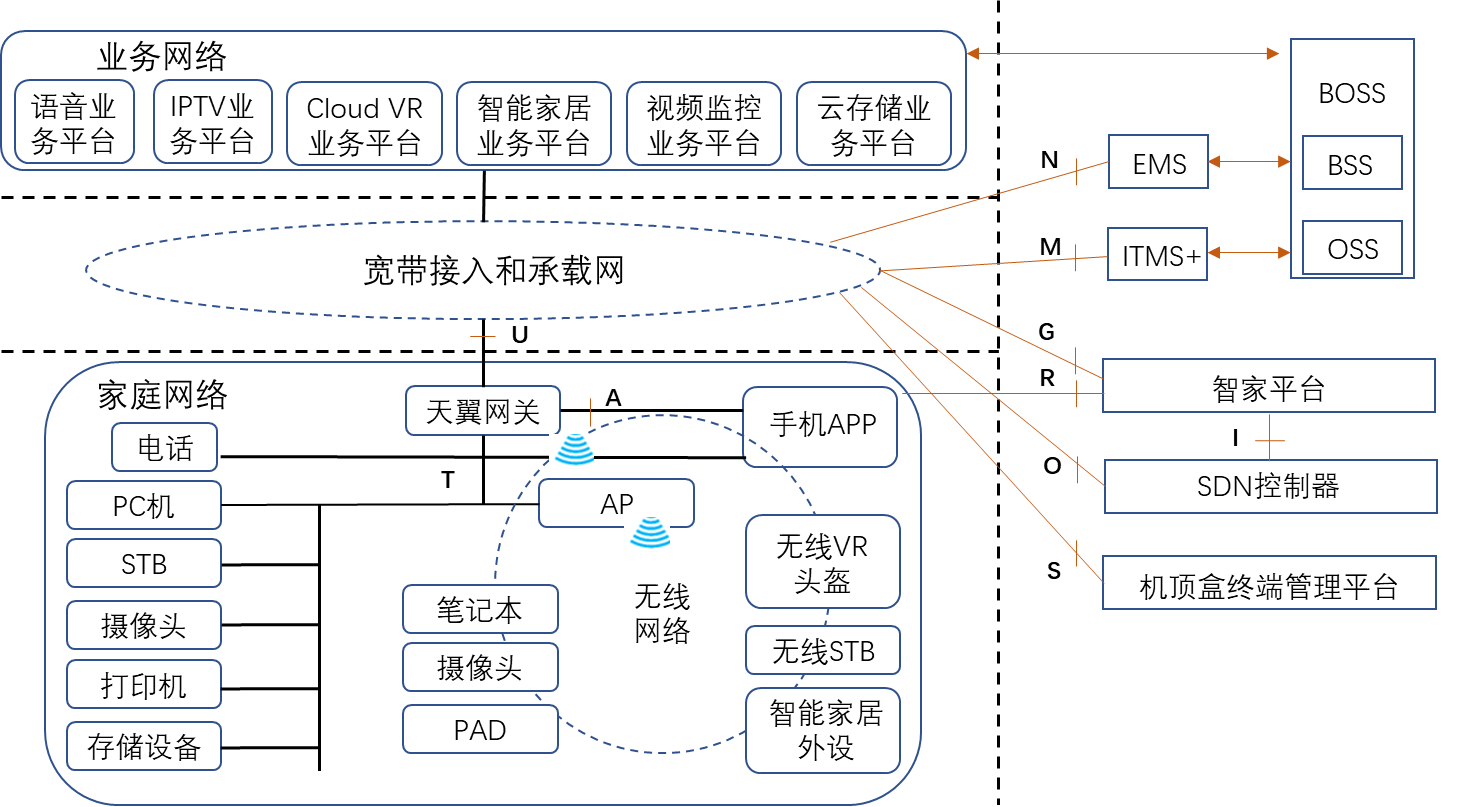 业务网络
语音业
务平台
IPTV业
务平台
Cloud VR
业务平台
智能家居
业务平台
视频监控
业务平台
云存储业
务平台
BOSS
BSS
OSS
N
EMS
M
ITMS+
宽带接入和承载网
U
G
R
智家平台
I
O
SDN控制器
S
机顶盒终端管理平台
家庭网络
天翼网关
A
手机APP
电话
T
PC机
AP
STB
摄像头
打印机
存储设备
笔记本
摄像头
PAD
无线
网络
无线VR
头盔
无线STB
智能家居
外设